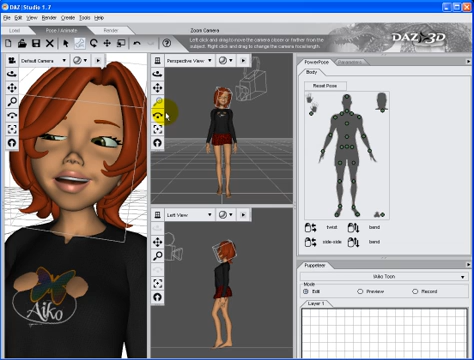 DAZ|Studio 1.7
File Edit View Render Create Tools Help
Load Pose / Animate Render
Zoom Camera
Left click and drag to move the camera closer or farther from the
subject. Right click and drag to change the camera focal length.
DAZ 3D
Default Camera
Perspective View
PowerPose Parameters
Body
Reset Pose
twist bend
side-side bend
Left View
Aiko
Puppeteer
Aiko Toon
Mode
Edit Preview Record
Layer 1